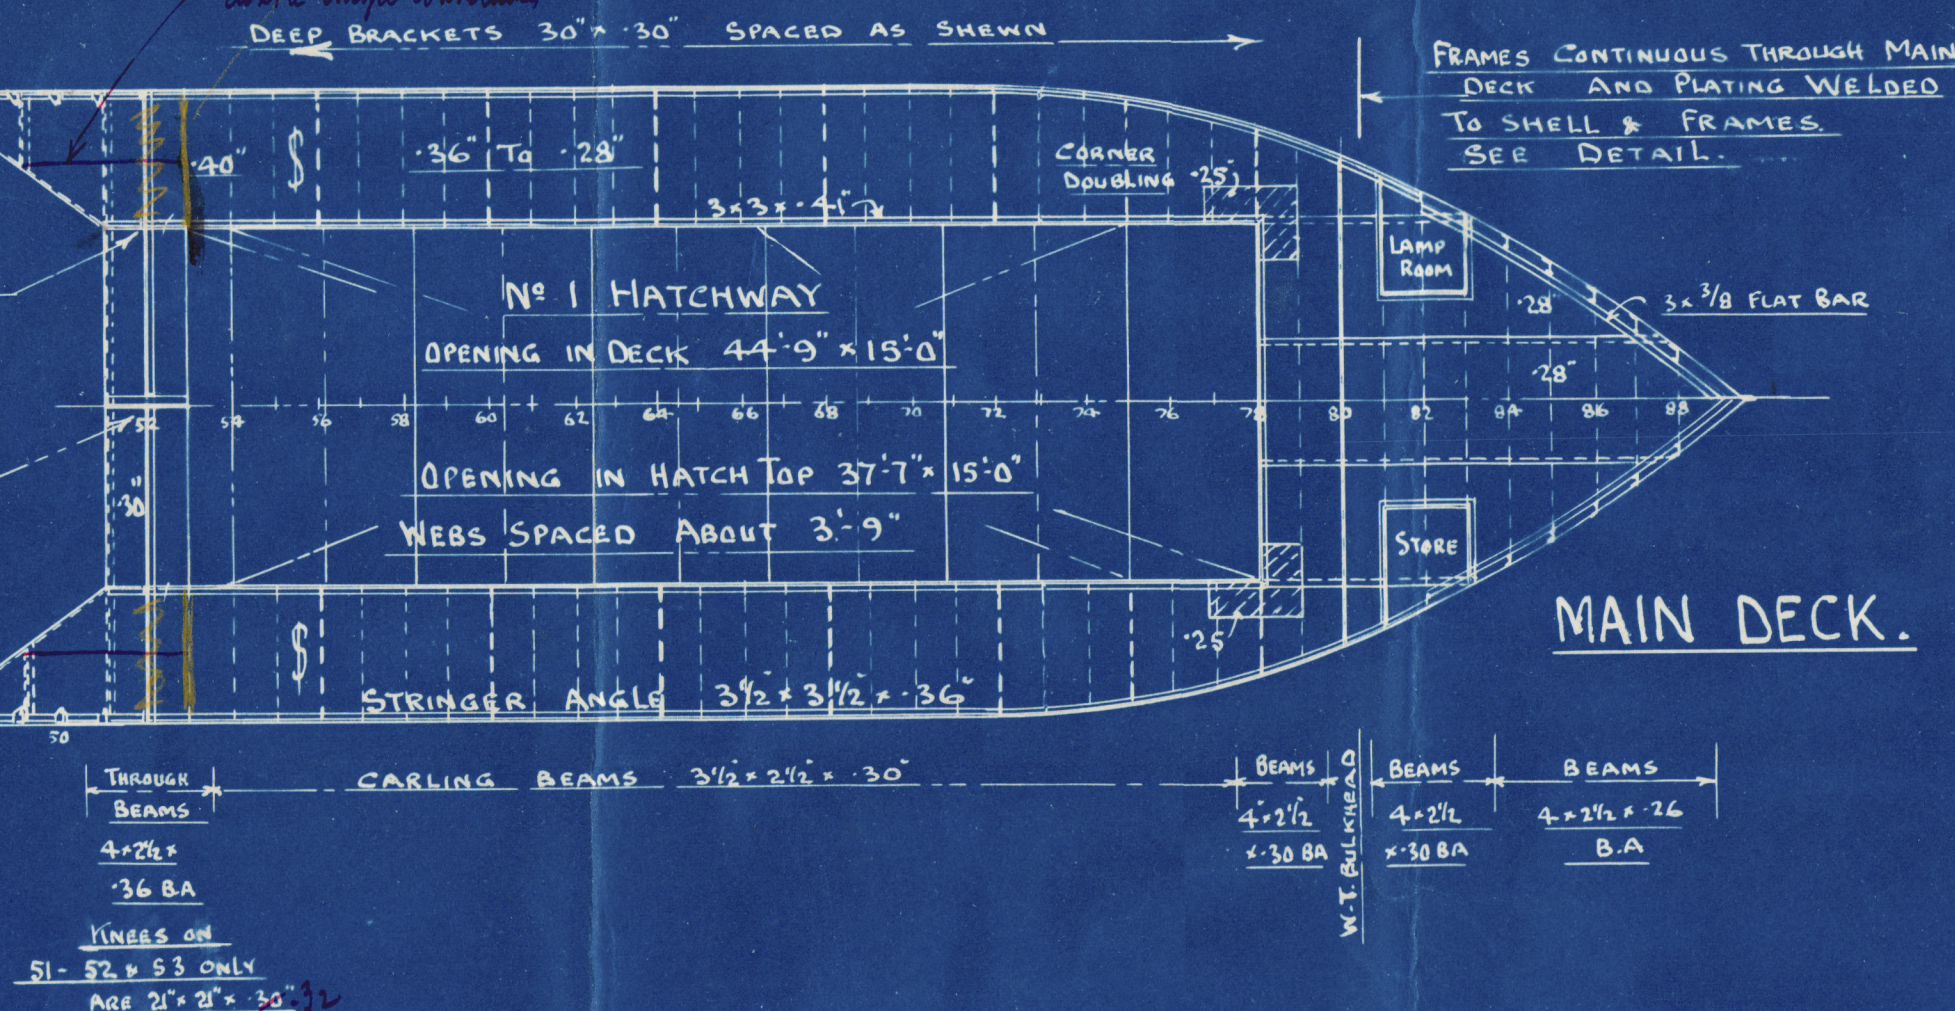 DEEP BRACKETS 30" × ·30" SPACED AS SHEWN
FRAMES CONTINUOUS THROUGH MAIN
DECK AND PLATING WELDED
TO SHELL & FRAMES.
SEE DETAIL.
·40"
$
·36" TO ·28"
CORNER
DOUBLING ·25"
3 × 3 × ·41"
LAMP
ROOM
Nº 1 HATCHWAY
·28"
3 × 3/8 FLAT BAR
OPENING IN DECK 44'-9" × 15'-0"
·28"
52 54 56 58 60 62 64 66 68 70 72 74 76 78 80 82 84 86 88
OPENING IN HATCH TOP 37'-7" × 15'-0"
·30"
WEBS SPACED ABOUT 3'-9"
STORE
MAIN DECK.
$
·25"
STRINGER ANGLE 3½" × 3½" × ·36"
50
THROUGH
BEAMS
4 × 2½ ×
·36 B.A
CARLING BEAMS 3½" × 2½" × ·30"
BEAMS
4" × 2½
× ·30 BA
W.T. BULKHEAD
BEAMS
4 × 2½
× ·30 BA
BEAMS
4 × 2½ × ·26
B.A
KNEES ON
51 - 52 & 53 ONLY
ARE 21" × 21" × ·30" ·32